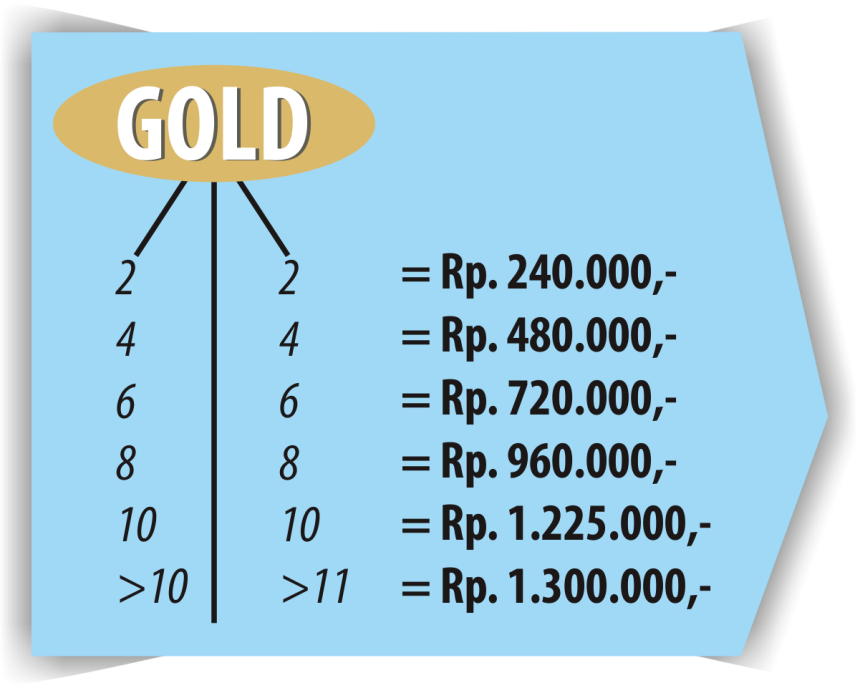 GOLD
2 2 = Rp. 240.000,-
4 4 = Rp. 480.000,-
6 6 = Rp. 720.000,-
8 8 = Rp. 960.000,-
10 10 = Rp. 1.225.000,-
>10 >11 = Rp. 1.300.000,-